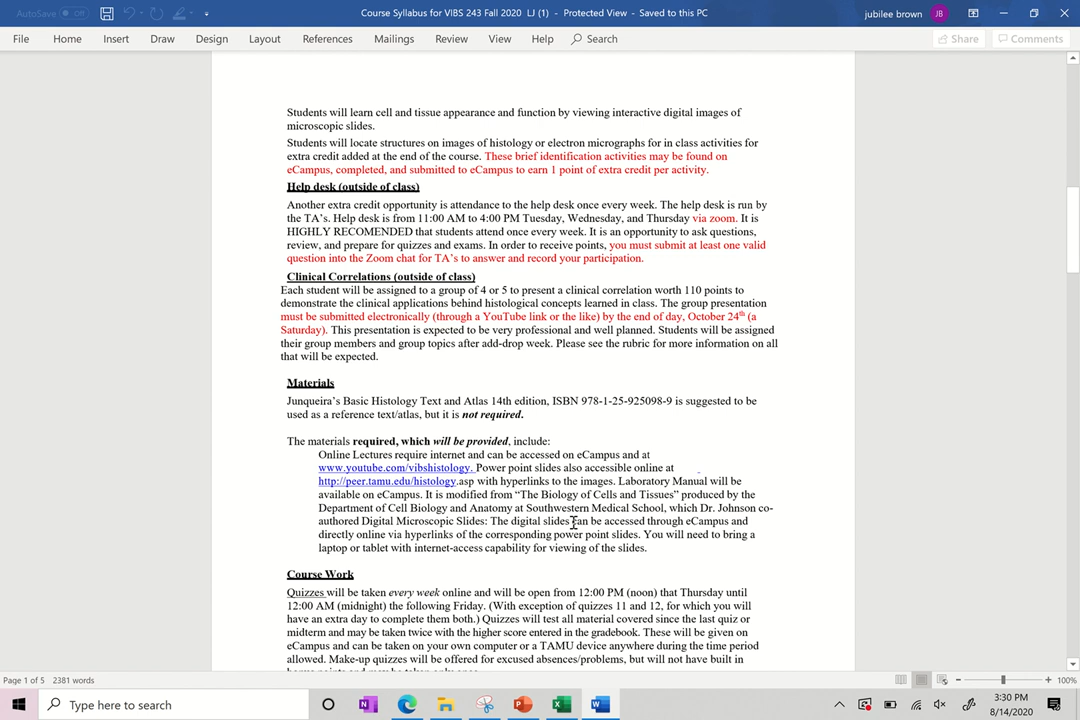 AutoSave Off
Course Syllabus for VIBS 243 Fall 2020 LJ (1) - Protected View - Saved to this PC
jubilee brown JB
File Home Insert Draw Design Layout References Mailings Review View Help Search Share Comments
Students will learn cell and tissue appearance and function by viewing interactive digital images of
microscopic slides.
Students will locate structures on images of histology or electron micrographs for in class activities for
extra credit added at the end of the course. These brief identification activities may be found on
eCampus, completed, and submitted to eCampus to earn 1 point of extra credit per activity.
Help desk (outside of class)
Another extra credit opportunity is attendance to the help desk once every week. The help desk is run by
the TA's. Help desk is from 11:00 AM to 4:00 PM Tuesday, Wednesday, and Thursday via zoom. It is
HIGHLY RECOMENDED that students attend once every week. It is an opportunity to ask questions,
review, and prepare for quizzes and exams. In order to receive points, you must submit at least one valid
question into the Zoom chat for TA's to answer and record your participation.
Clinical Correlations (outside of class)
Each student will be assigned to a group of 4 or 5 to present a clinical correlation worth 110 points to
demonstrate the clinical applications behind histological concepts learned in class. The group presentation
must be submitted electronically (through a YouTube link or the like) by the end of day, October 24th (a
Saturday). This presentation is expected to be very professional and well planned. Students will be assigned
their group members and group topics after add-drop week. Please see the rubric for more information on all
that will be expected.
Materials
Junqueira's Basic Histology Text and Atlas 14th edition, ISBN 978-1-25-925098-9 is suggested to be
used as a reference text/atlas, but it is not required.
The materials required, which will be provided, include:
Online Lectures require internet and can be accessed on eCampus and at
www.youtube.com/vibshistology. Power point slides also accessible online at
http://peer.tamu.edu/histology.asp with hyperlinks to the images. Laboratory Manual will be
available on eCampus. It is modified from "The Biology of Cells and Tissues" produced by the
Department of Cell Biology and Anatomy at Southwestern Medical School, which Dr. Johnson co-
authored Digital Microscopic Slides: The digital slides can be accessed through eCampus and
directly online via hyperlinks of the corresponding power point slides. You will need to bring a
laptop or tablet with internet-access capability for viewing of the slides.
Course Work
Quizzes will be taken every week online and will be open from 12:00 PM (noon) that Thursday until
12:00 AM (midnight) the following Friday. (With exception of quizzes 11 and 12, for which you will
have an extra day to complete them both.) Quizzes will test all material covered since the last quiz or
midterm and may be taken twice with the higher score entered in the gradebook. These will be given on
eCampus and can be taken on your own computer or a TAMU device anywhere during the time period
allowed. Make-up quizzes will be offered for excused absences/problems, but will not have built in
Page 1 of 5 2381 words
100%
Type here to search
3:30 PM
8/14/2020